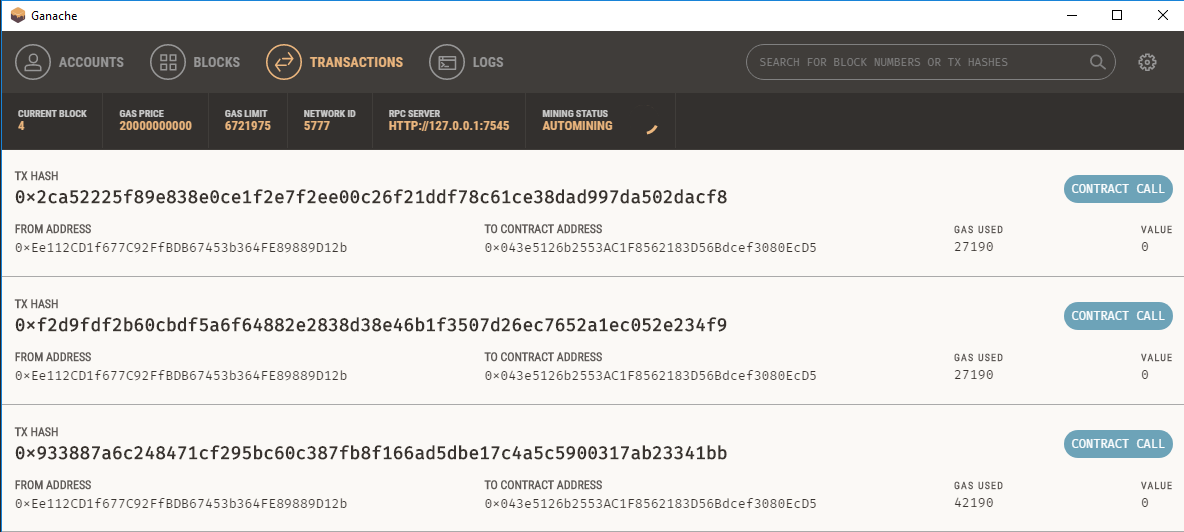 Ganache
ACCOUNTS BLOCKS TRANSACTIONS LOGS SEARCH FOR BLOCK NUMBERS OR TX HASHES
CURRENT BLOCK GAS PRICE GAS LIMIT NETWORK ID RPC SERVER MINING STATUS
4 20000000000 6721975 5777 HTTP://127.0.0.1:7545 AUTOMINING
TX HASH
0×2ca52225f89e838e0ce1f2e7f2ee00c26f21ddf78c61ce38dad997da502dacf8 CONTRACT CALL
FROM ADDRESS TO CONTRACT ADDRESS GAS USED VALUE
0×Ee112CD1f677C92FfBDB67453b364FE89889D12b 0×043e5126b2553AC1F8562183D56Bdcef3080EcD5 27190 0
TX HASH
0×f2d9fdf2b60cbdf5a6f64882e2838d38e46b1f3507d26ec7652a1ec052e234f9 CONTRACT CALL
FROM ADDRESS TO CONTRACT ADDRESS GAS USED VALUE
0×Ee112CD1f677C92FfBDB67453b364FE89889D12b 0×043e5126b2553AC1F8562183D56Bdcef3080EcD5 27190 0
TX HASH
0×933887a6c248471cf295bc60c387fb8f166ad5dbe17c4a5c5900317ab23341bb CONTRACT CALL
FROM ADDRESS TO CONTRACT ADDRESS GAS USED VALUE
0×Ee112CD1f677C92FfBDB67453b364FE89889D12b 0×043e5126b2553AC1F8562183D56Bdcef3080EcD5 42190 0